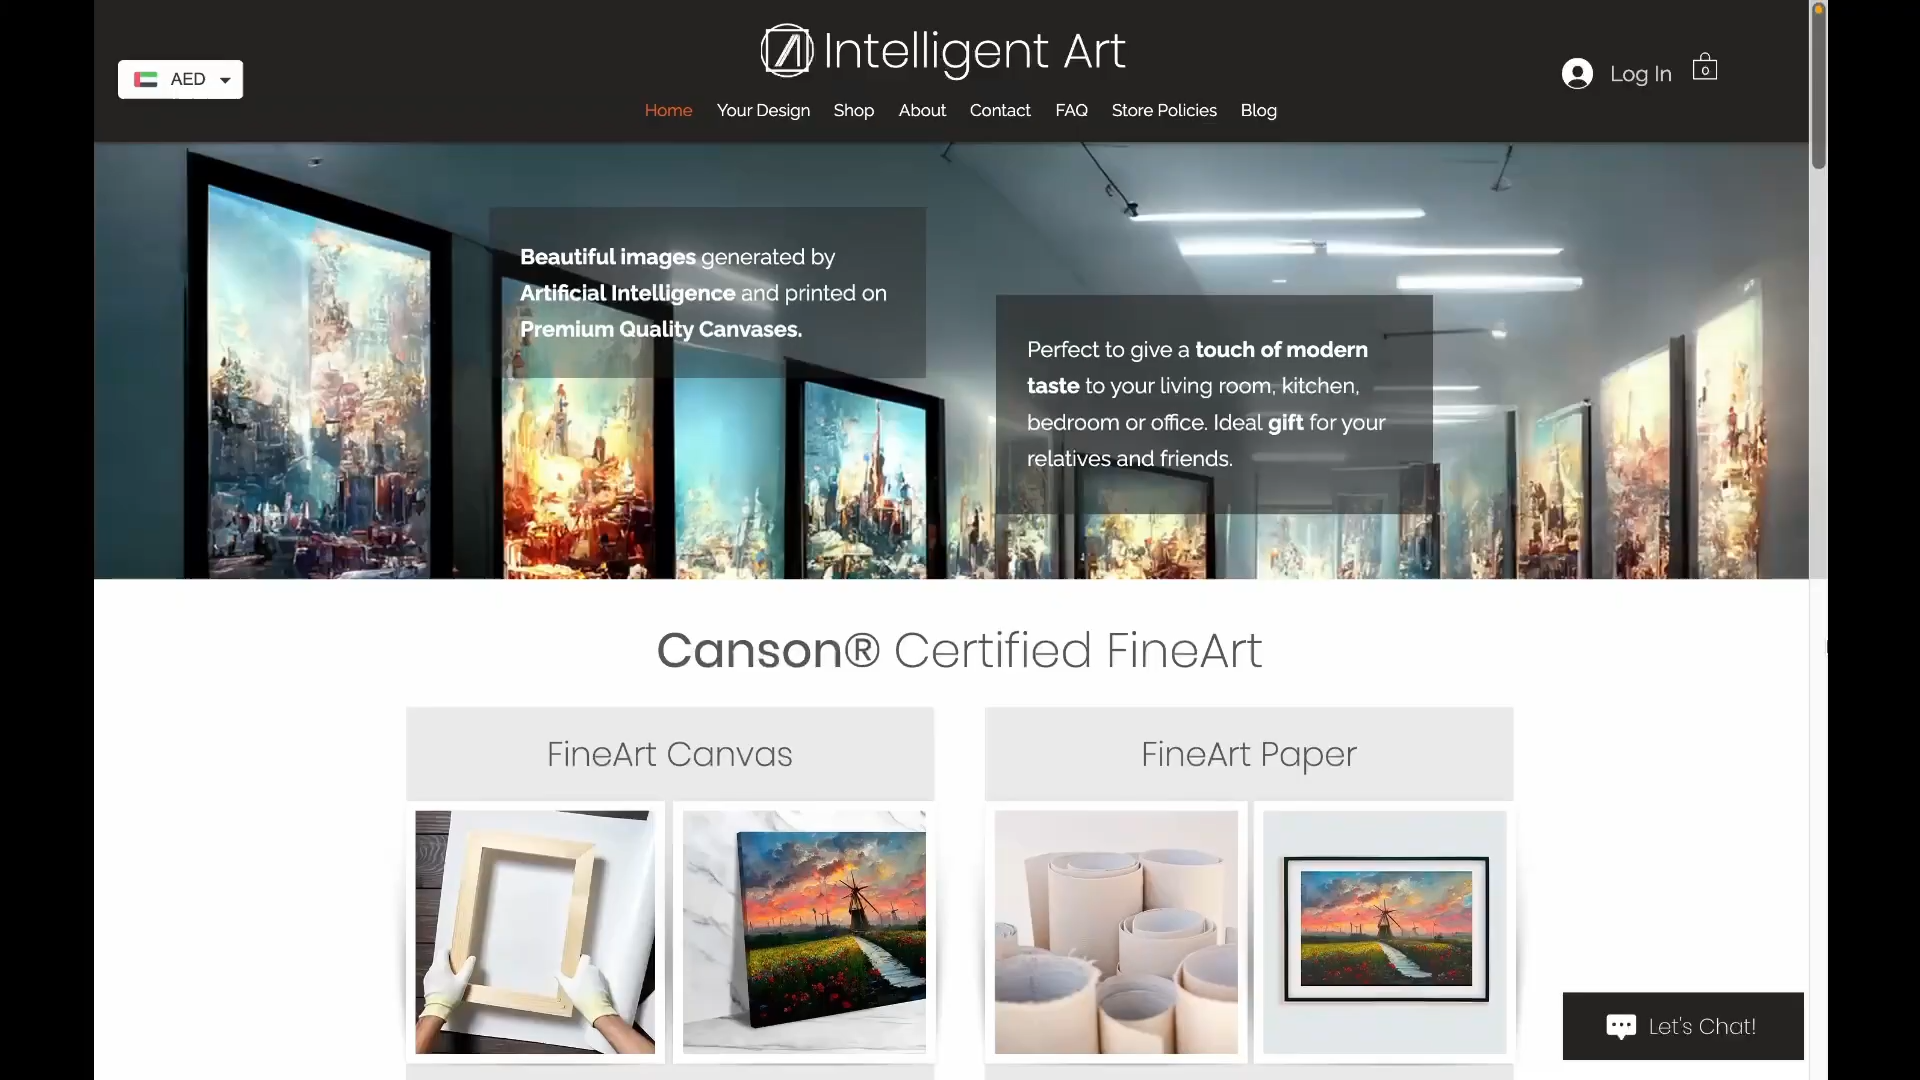 AED
Intelligent Art
Log In
0
Home
Your Design
Shop
About
Contact
FAQ
Store Policies
Blog
Beautiful images generated by
Artificial Intelligence and printed on
Premium Quality Canvases.
Perfect to give a touch of modern
taste to your living room, kitchen,
bedroom or office. Ideal gift for your
relatives and friends.
Canson® Certified FineArt
FineArt Canvas
FineArt Paper
Let's Chat!